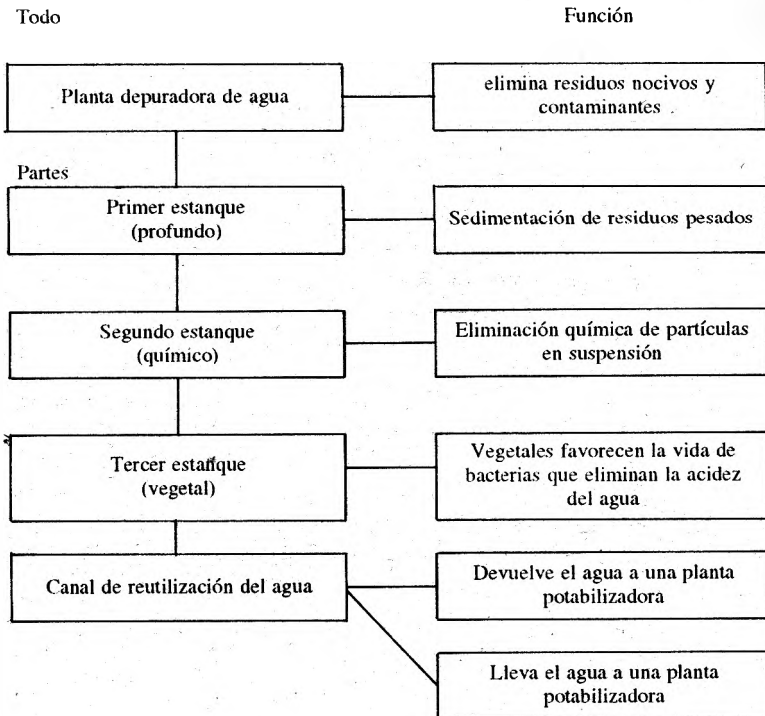 Todo
Función
Planta depuradora de agua
elimina residuos nocivos y
contaminantes
Partes
Primer estanque
(profundo)
Sedimentación de residuos pesados
Segundo estanque
(químico)
Eliminación química de partículas
en suspensión
Tercer estanque
(vegetal)
Vegetales favorecen la vida de
bacterias que eliminan la acidez
del agua
Canal de reutilización del agua
Devuelve el agua a una planta
potabilizadora
Lleva el agua a una planta
potabilizadora